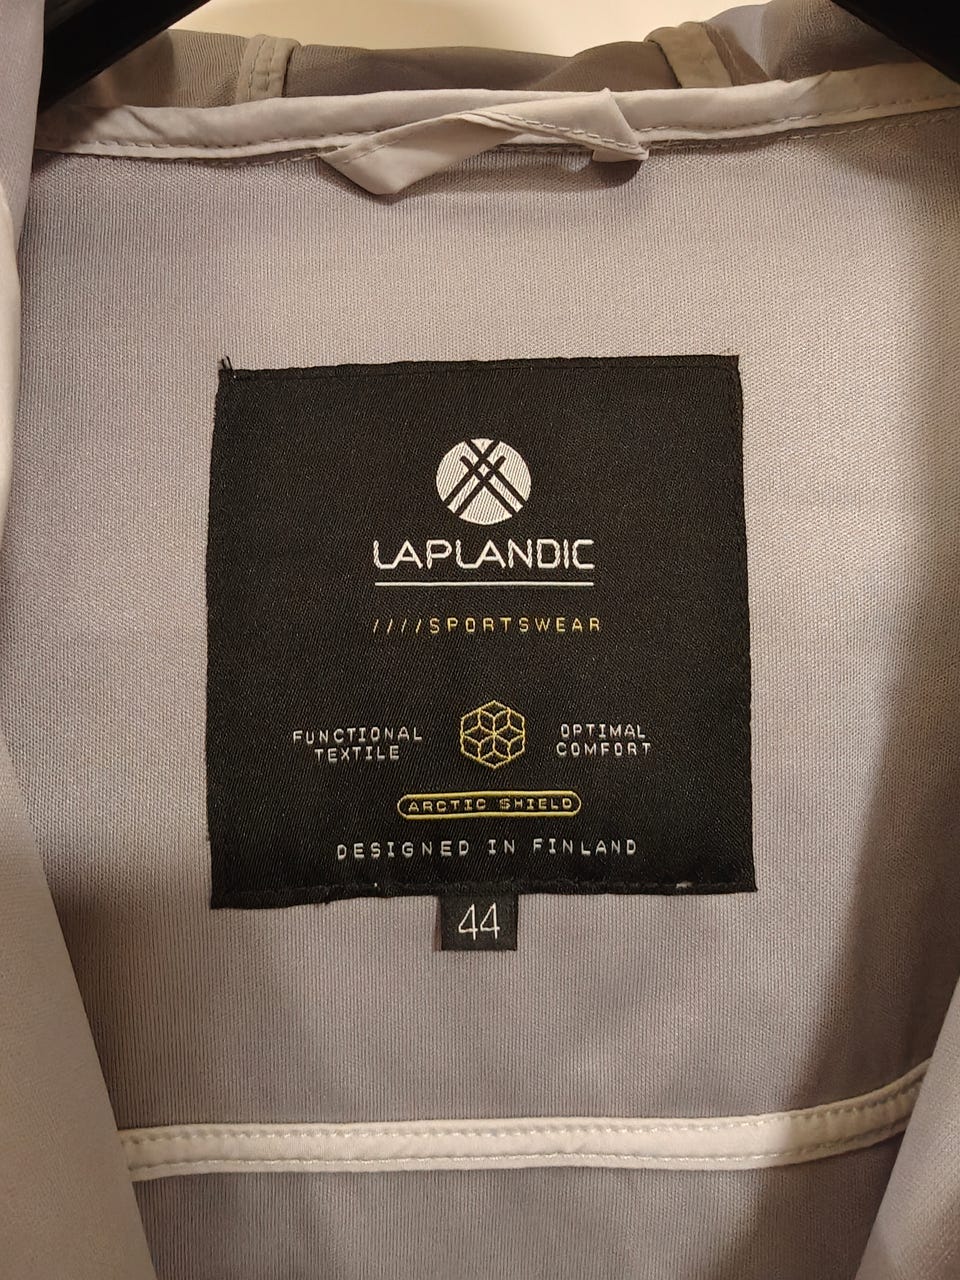 LAPLANDIC
////SPORTSWEAR
FUNCTIONAL
TEXTILE
OPTIMAL
COMFORT
ARCTIC SHIELD
DESIGNED IN FINLAND
44